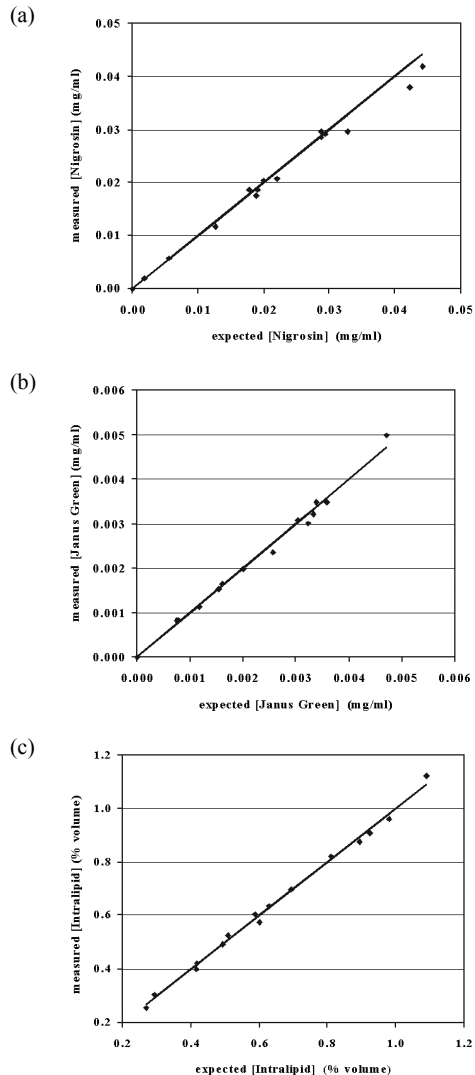 (a)
measured [Nigrosin] (mg/ml)
0.05
0.04
0.03
0.02
0.01
0.00
0.00 0.01 0.02 0.03 0.04 0.05
expected [Nigrosin] (mg/ml)
(b)
measured [Janus Green] (mg/ml)
0.006
0.005
0.004
0.003
0.002
0.001
0.000
0.000 0.001 0.002 0.003 0.004 0.005 0.006
expected [Janus Green] (mg/ml)
(c)
measured [Intralipid] (% volume)
1.2
1.0
0.8
0.6
0.4
0.2
0.2 0.4 0.6 0.8 1.0 1.2
expected [Intralipid] (% volume)